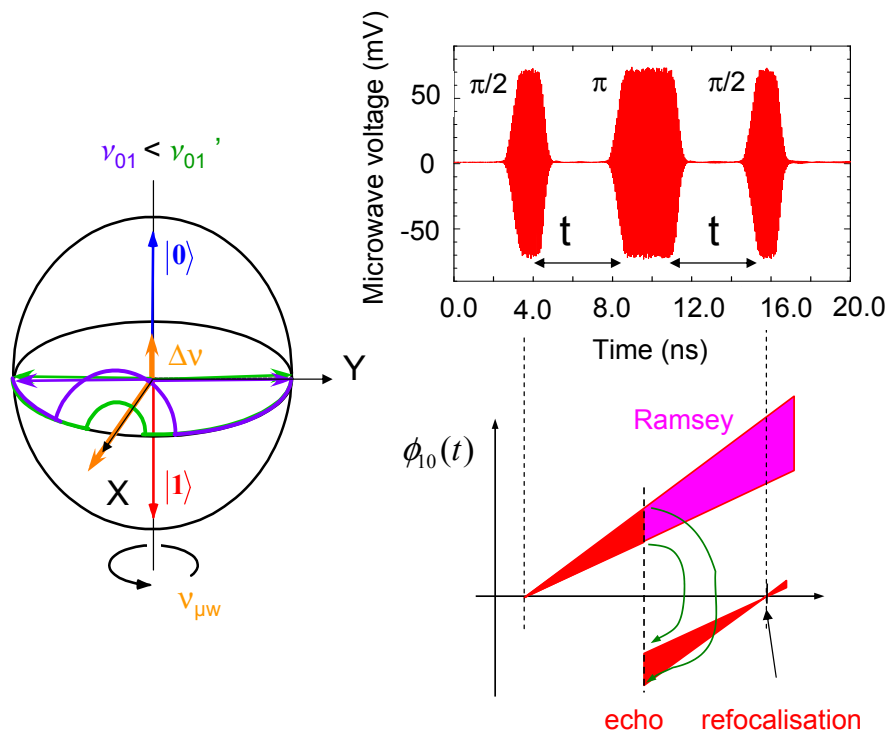 ν01 < ν01 ’
|0⟩
Δν
Y
X
|1⟩
νμw
Microwave voltage (mV)
50
0
-50
π/2
π
π/2
t
t
0.0
4.0
8.0
12.0
16.0
20.0
Time (ns)
Ramsey
ϕ10(t)
echo
refocalisation